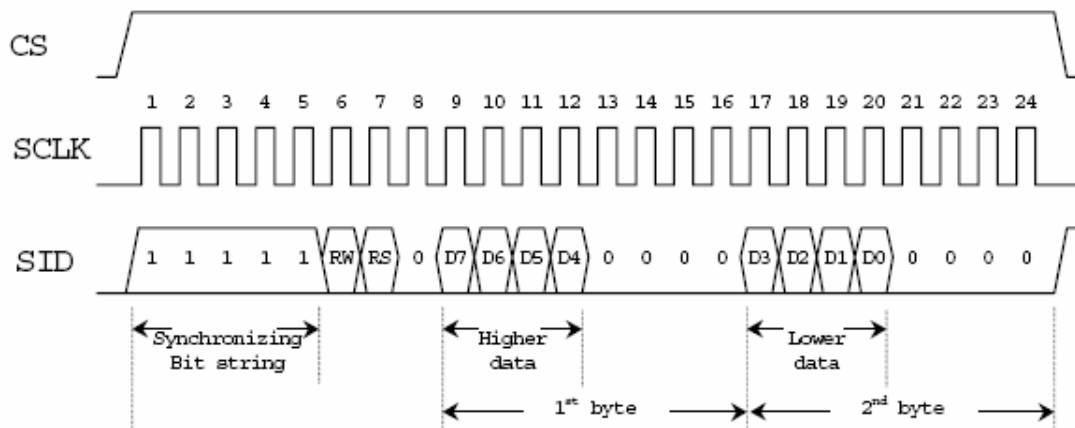 CS
1 2 3 4 5 6 7 8 9 10 11 12 13 14 15 16 17 18 19 20 21 22 23 24
SCLK
SID 1 1 1 1 1 RW RS 0 D7 D6 D5 D4 0 0 0 0 D3 D2 D1 D0 0 0 0 0
Synchronizing Higher Lower
Bit string data data
1st byte 2nd byte